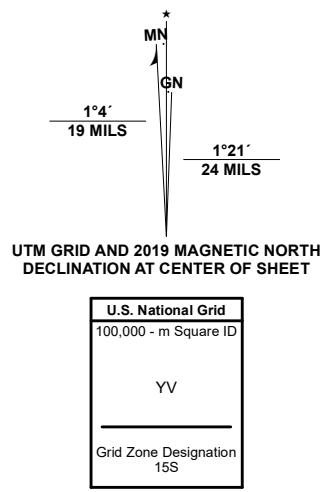 ★
MN
GN
1°4´
19 MILS
1°21´
24 MILS
UTM GRID AND 2019 MAGNETIC NORTH
DECLINATION AT CENTER OF SHEET
U.S. National Grid
100,000 - m Square ID
YV
Grid Zone Designation
15S